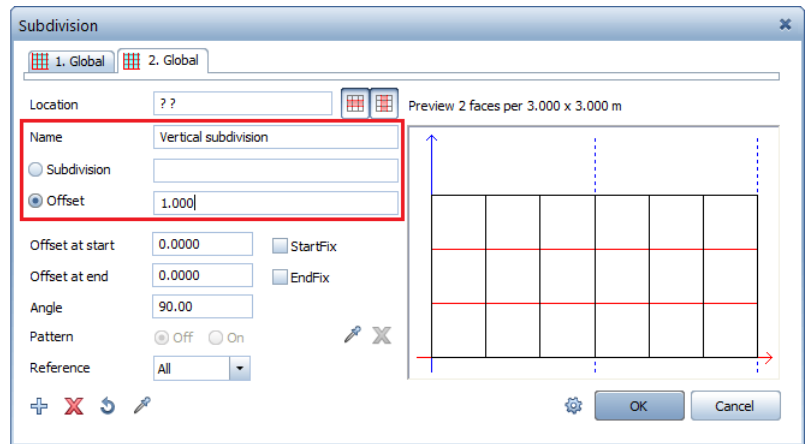 Subdivision
1. Global 2. Global
Location ? ? Preview 2 faces per 3.000 x 3.000 m
Name Vertical subdivision
Subdivision
Offset 1.000
Offset at start 0.0000 StartFix
Offset at end 0.0000 EndFix
Angle 90.00
Pattern Off On
Reference All
OK Cancel